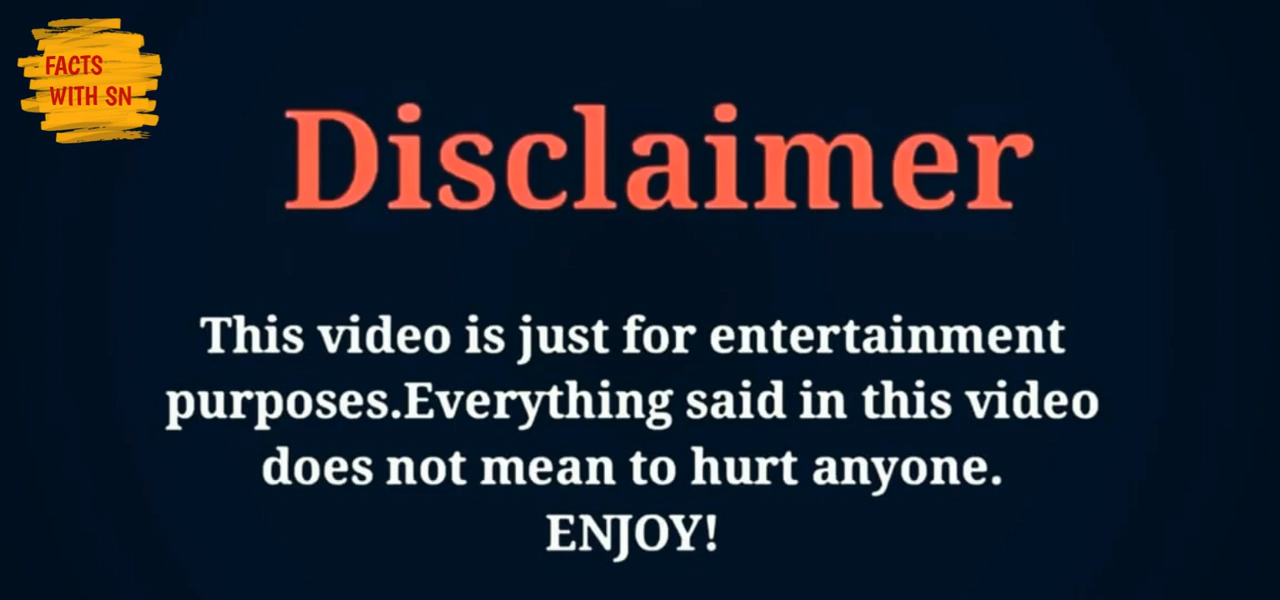 FACTS
WITH SN
Disclaimer
This video is just for entertainment
purposes.Everything said in this video
does not mean to hurt anyone.
ENJOY!